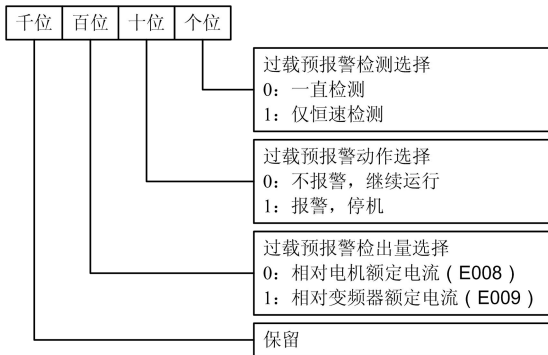 千位 百位 十位 个位
过载预报警检测选择
0：一直检测
1：仅恒速检测
过载预报警动作选择
0：不报警，继续运行
1：报警，停机
过载预报警检出量选择
0：相对电机额定电流（E008）
1：相对变频器额定电流（E009）
保留